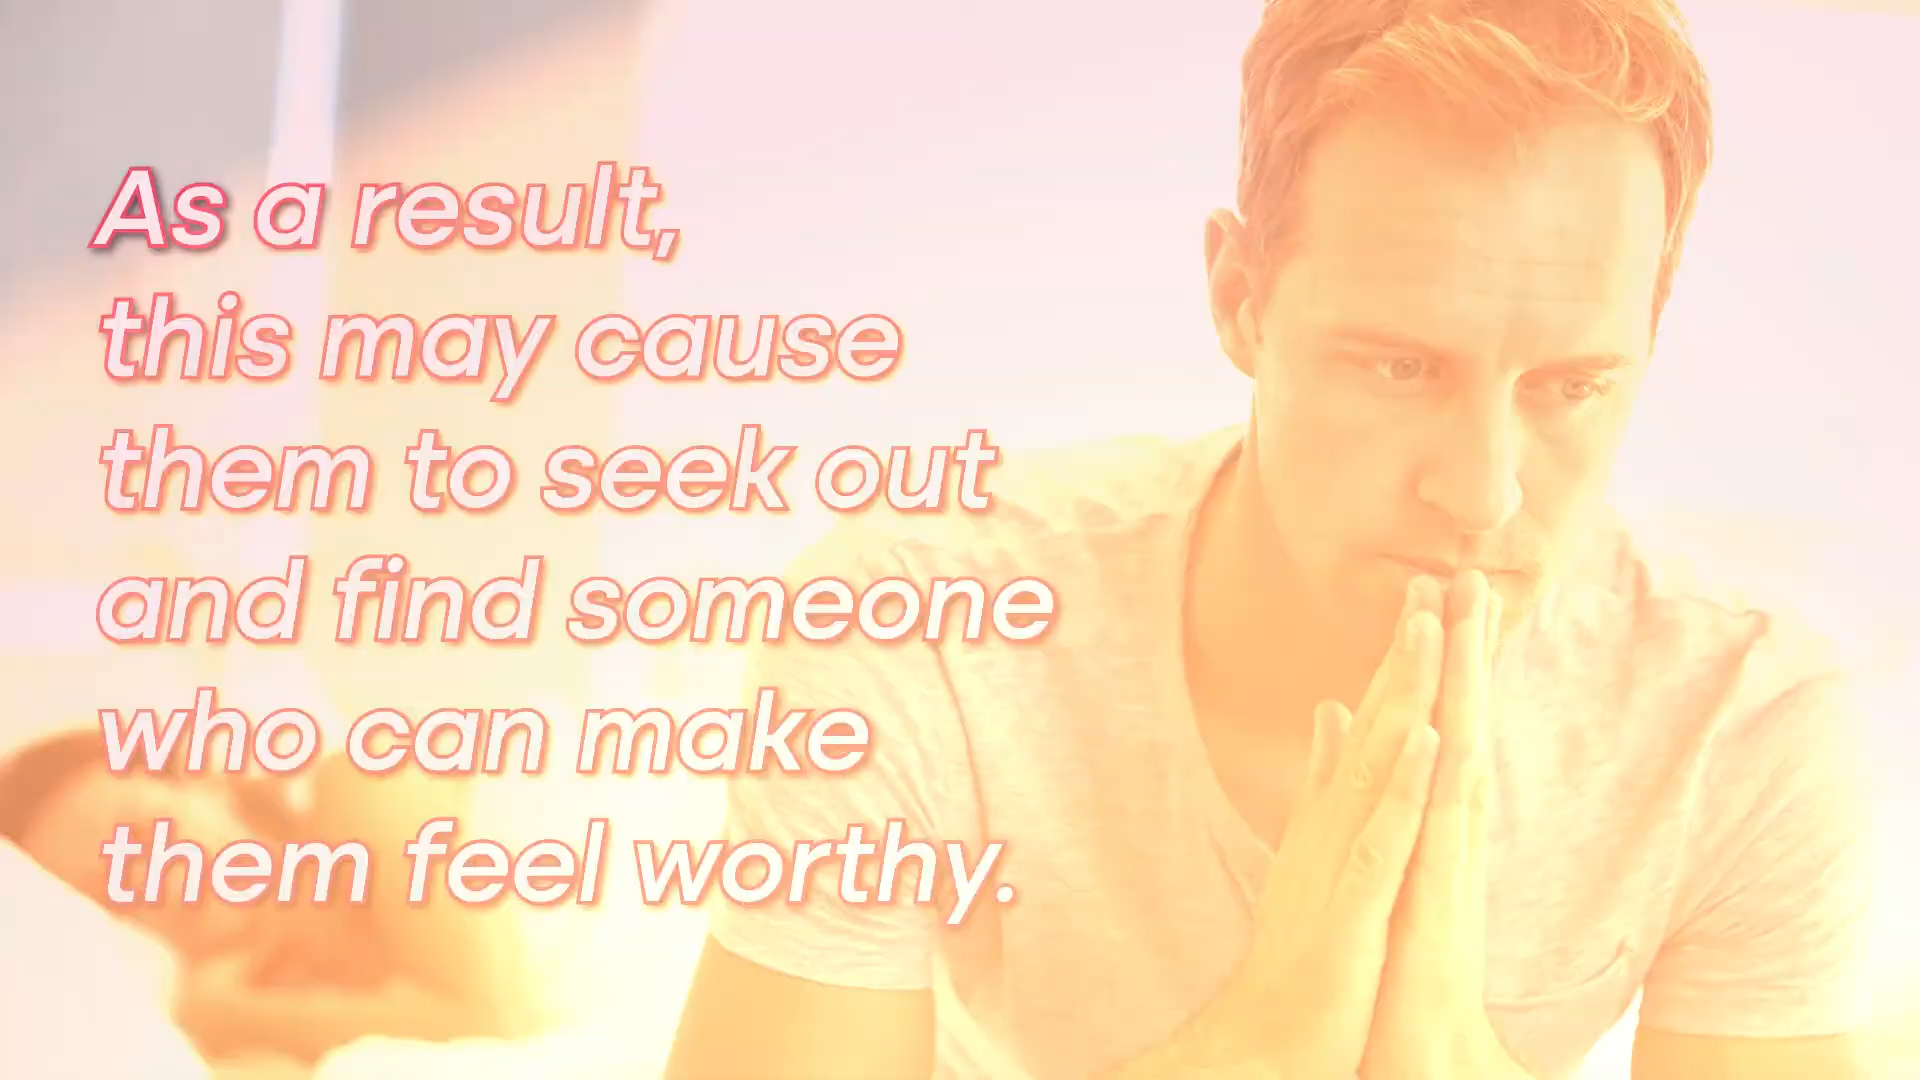 As a result,
this may cause
them to seek out
and find someone
who can make
them feel worthy.